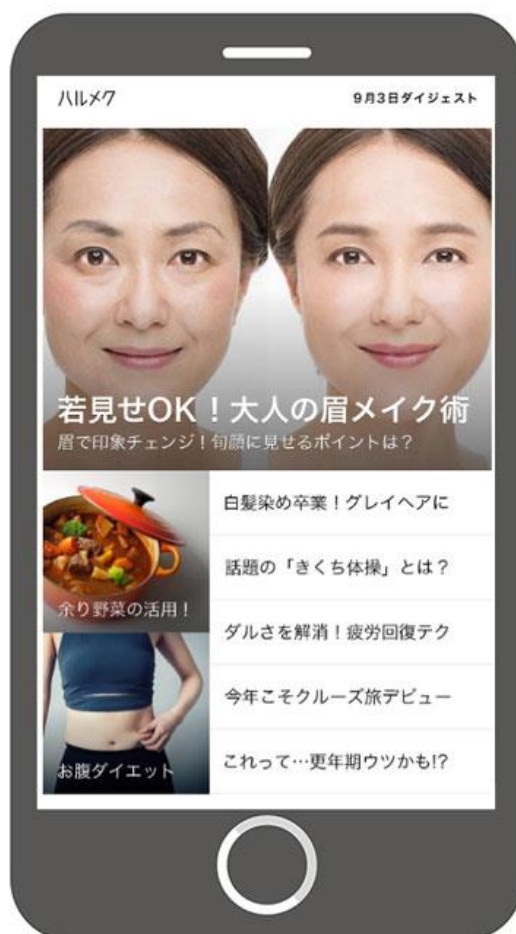 ハルメク
9月3日ダイジェスト
若見せOK！大人の眉メイク術
眉で印象チェンジ！旬顔に見せるポイントは？
余り野菜の活用！
お腹ダイエット
白髪染め卒業！グレイヘアに
話題の「きくち体操」とは？
ダルさを解消！疲労回復テク
今年こそクルーズ旅デビュー
これって…更年期ウツかも!?